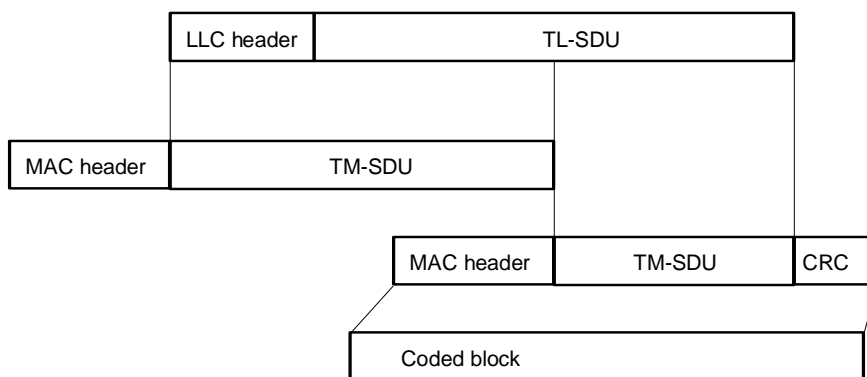 LLC header TL-SDU
MAC header TM-SDU
MAC header TM-SDU CRC
Coded block